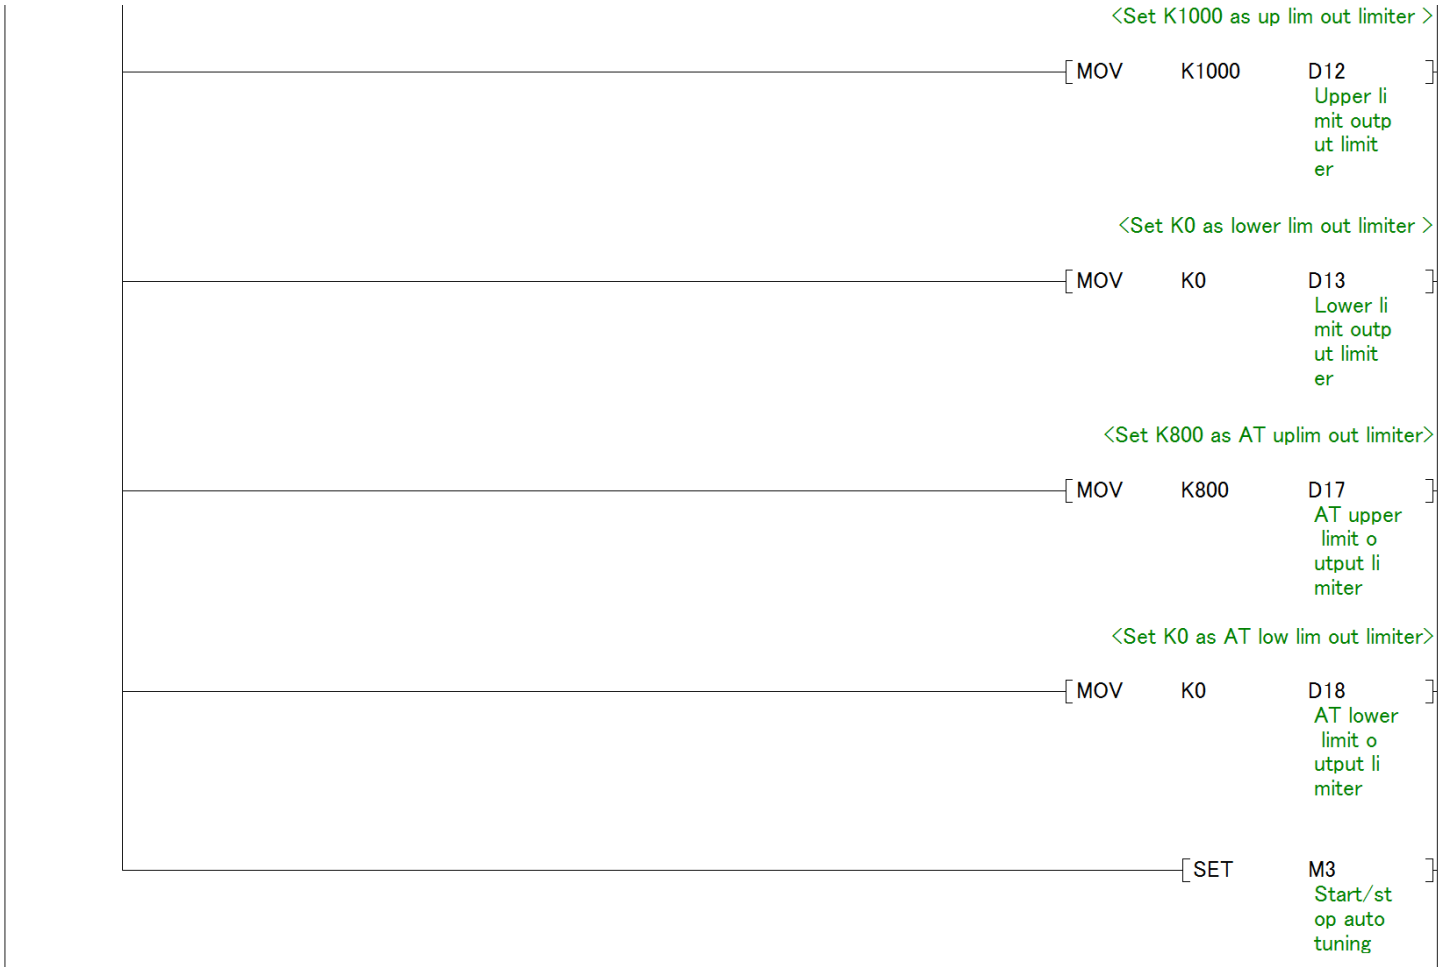 <Set K1000 as up lim out limiter >
MOV K1000 D12
Upper li
mit outp
ut limit
er
<Set K0 as lower lim out limiter >
MOV K0 D13
Lower li
mit outp
ut limit
er
<Set K800 as AT uplim out limiter>
MOV K800 D17
AT upper
limit o
utput li
miter
<Set K0 as AT low lim out limiter>
MOV K0 D18
AT lower
limit o
utput li
miter
SET M3
Start/st
op auto
tuning